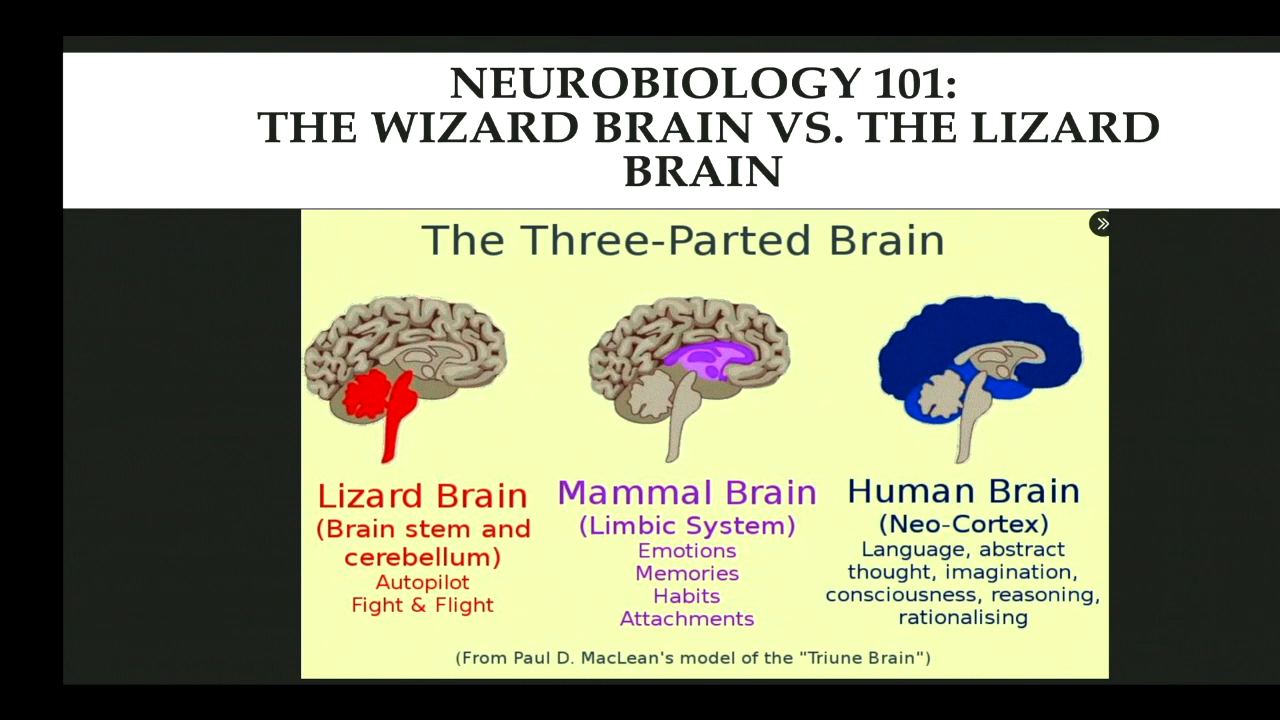 NEUROBIOLOGY 101:
THE WIZARD BRAIN VS. THE LIZARD
BRAIN
The Three-Parted Brain
Lizard Brain
(Brain stem and
cerebellum)
Autopilot
Fight & Flight
Mammal Brain
(Limbic System)
Emotions
Memories
Habits
Attachments
Human Brain
(Neo-Cortex)
Language, abstract
thought, imagination,
consciousness, reasoning,
rationalising
(From Paul D. MacLean's model of the "Triune Brain")